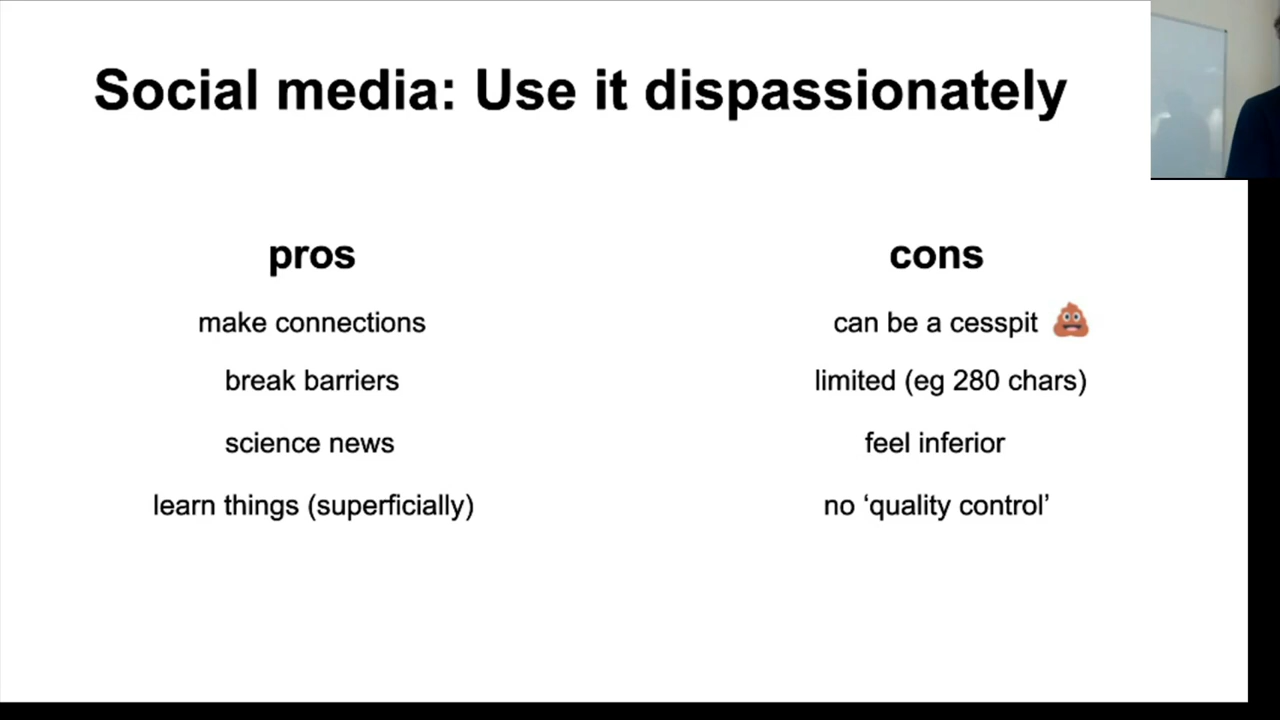 Social media: Use it dispassionately
pros
make connections
break barriers
science news
learn things (superficially)
cons
can be a cesspit 💩
limited (eg 280 chars)
feel inferior
no ‘quality control’